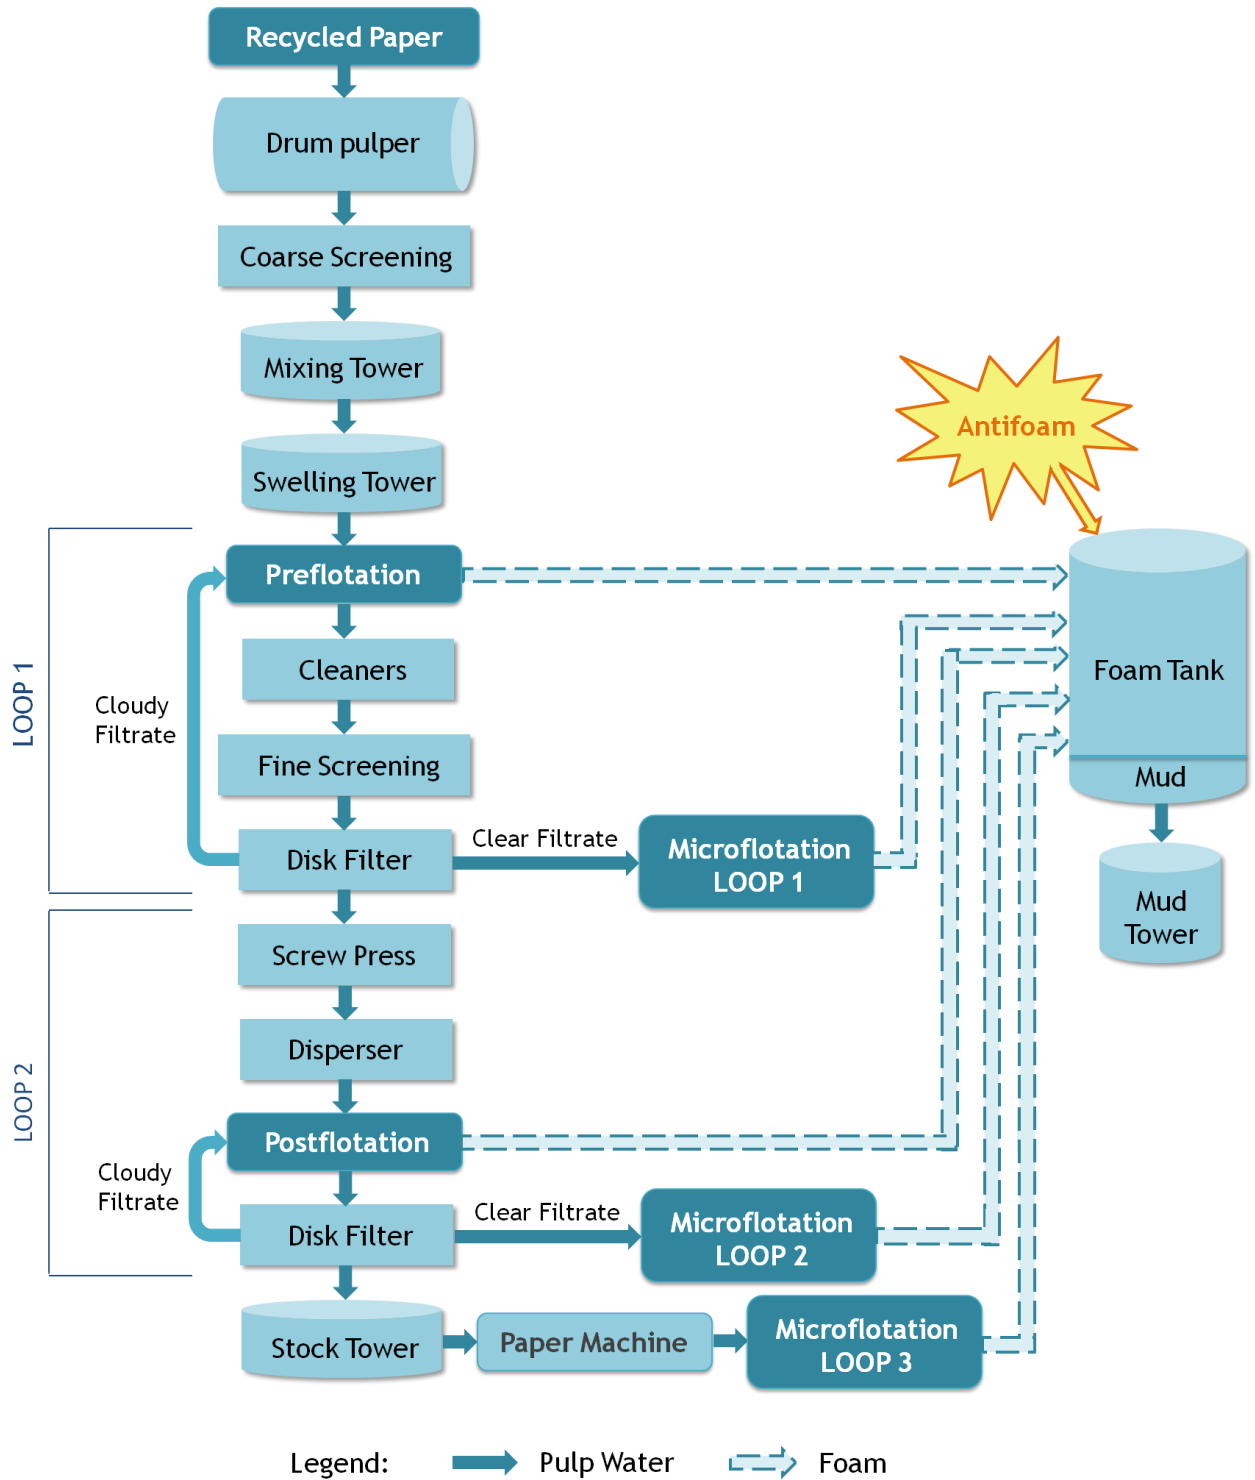 Recycled Paper
Drum pulper
Coarse Screening
Mixing Tower
Swelling Tower
Antifoam
LOOP 1
Preflotation
Cleaners
Cloudy
Filtrate
Fine Screening
Disk Filter
Clear Filtrate
Microflotation
LOOP 1
Foam Tank
Mud
Mud
Tower
LOOP 2
Screw Press
Disperser
Postflotation
Cloudy
Filtrate
Disk Filter
Clear Filtrate
Microflotation
LOOP 2
Stock Tower
Paper Machine
Microflotation
LOOP 3
Legend:
Pulp Water
Foam